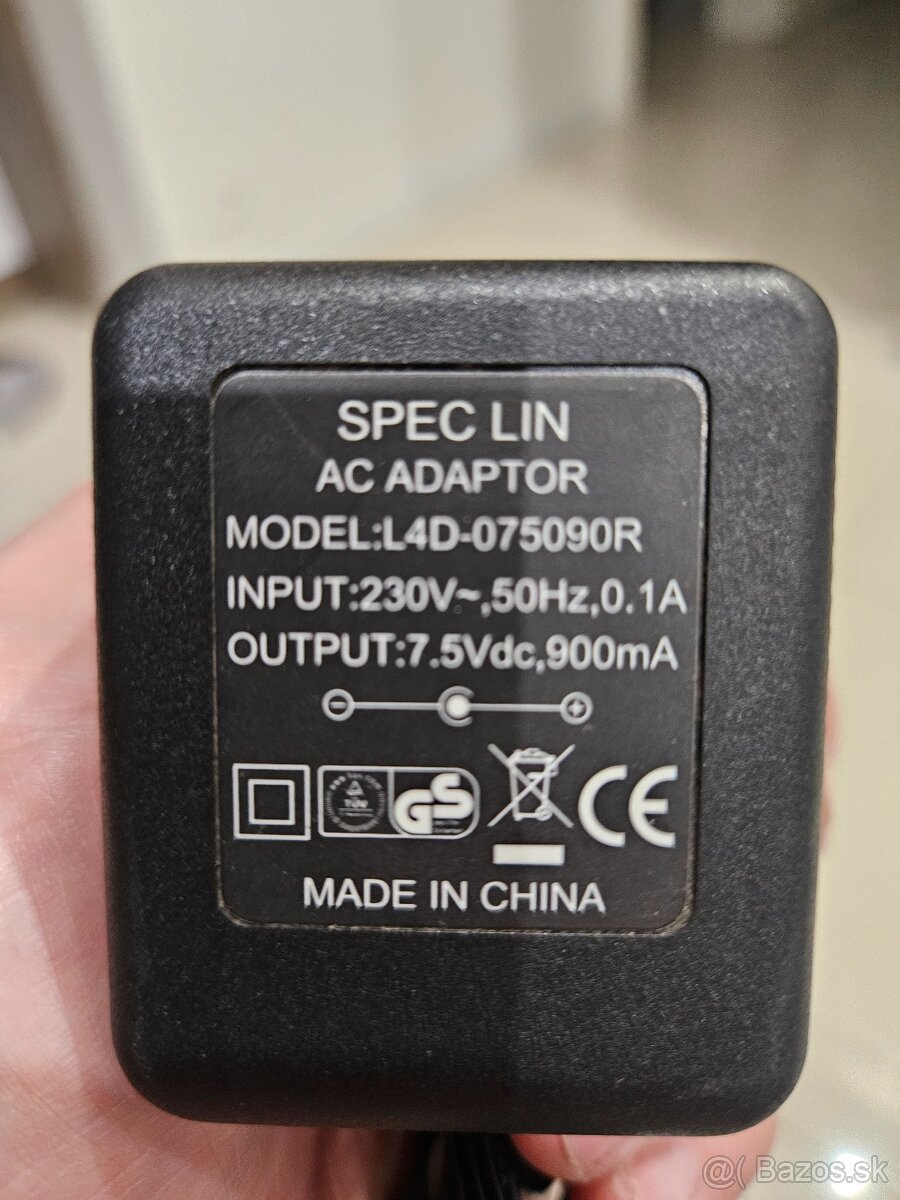 SPEC LIN
AC ADAPTOR
MODEL:L4D-075090R
INPUT:230V~,50Hz,0.1A
OUTPUT:7.5Vdc,900mA
TÜV
GS
CE
MADE IN CHINA
@( Bazos.sk